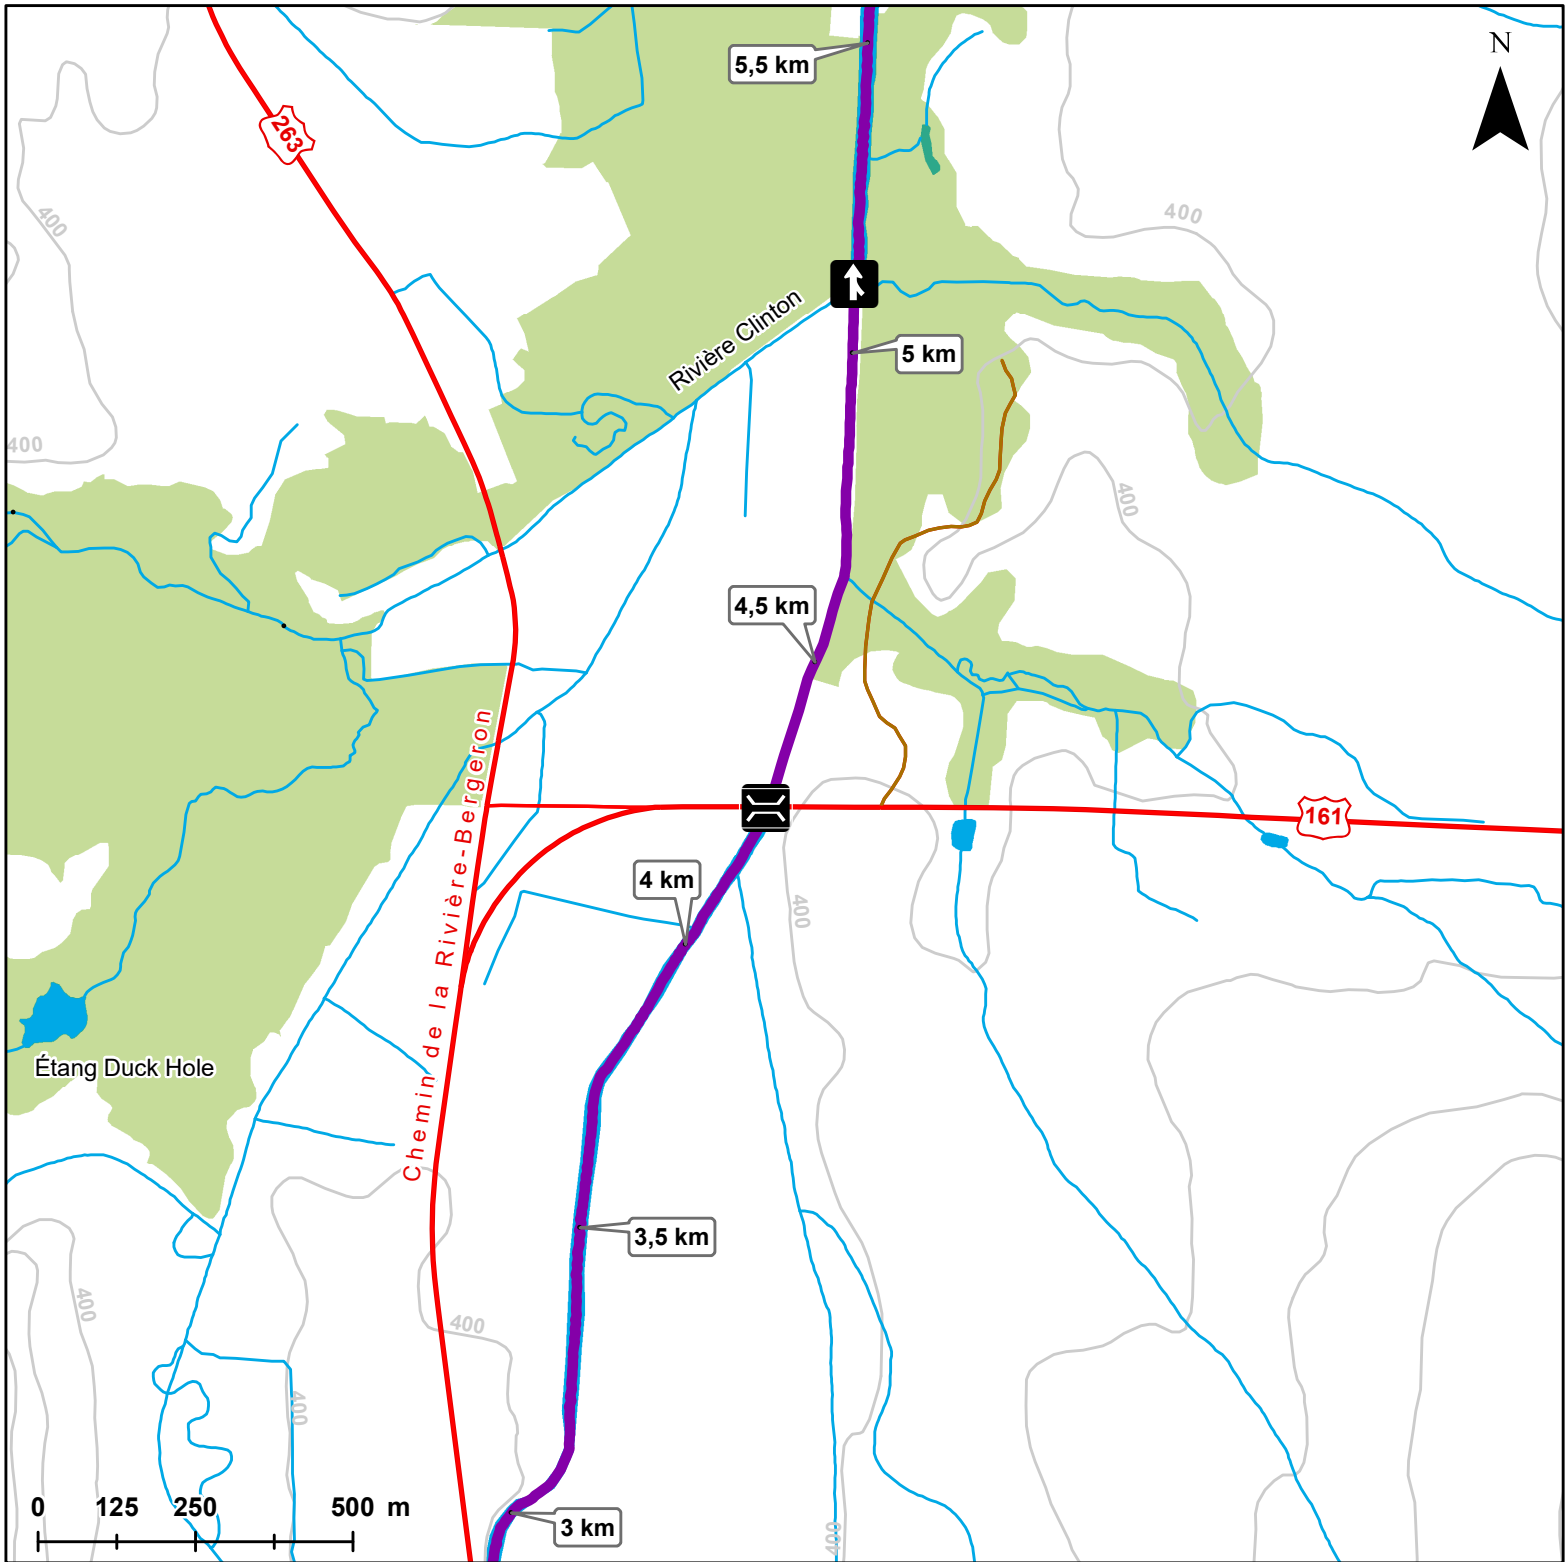 5,5 km
N
263
400
400
Rivière Clinton
5 km
400
400
4,5 km
Chemin de la Rivière-Bergeron
161
4 km
400
Étang Duck Hole
3,5 km
400
400
400
0 125 250 500 m
3 km
400